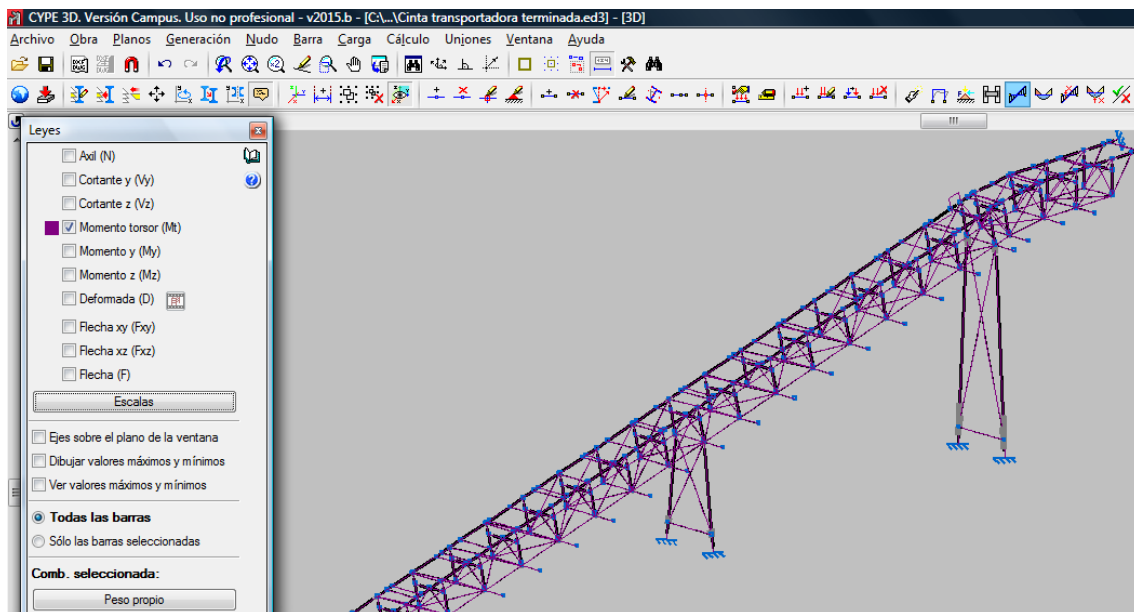 CYPE 3D. Versión Campus. Uso no profesional - v2015.b - [C:\...\Cinta transportadora terminada.ed3] - [3D]
Archivo Obra Planos Generación Nudo Barra Carga Cálculo Uniones Ventana Ayuda
Leyes
Axil (N)
Cortante y (Vy)
Cortante z (Vz)
Momento torsor (Mt)
Momento y (My)
Momento z (Mz)
Deformada (D)
Flecha xy (Fxy)
Flecha xz (Fxz)
Flecha (F)
Escalas
Ejes sobre el plano de la ventana
Dibujar valores máximos y mínimos
Ver valores máximos y mínimos
Todas las barras
Sólo las barras seleccionadas
Comb. seleccionada:
Peso propio